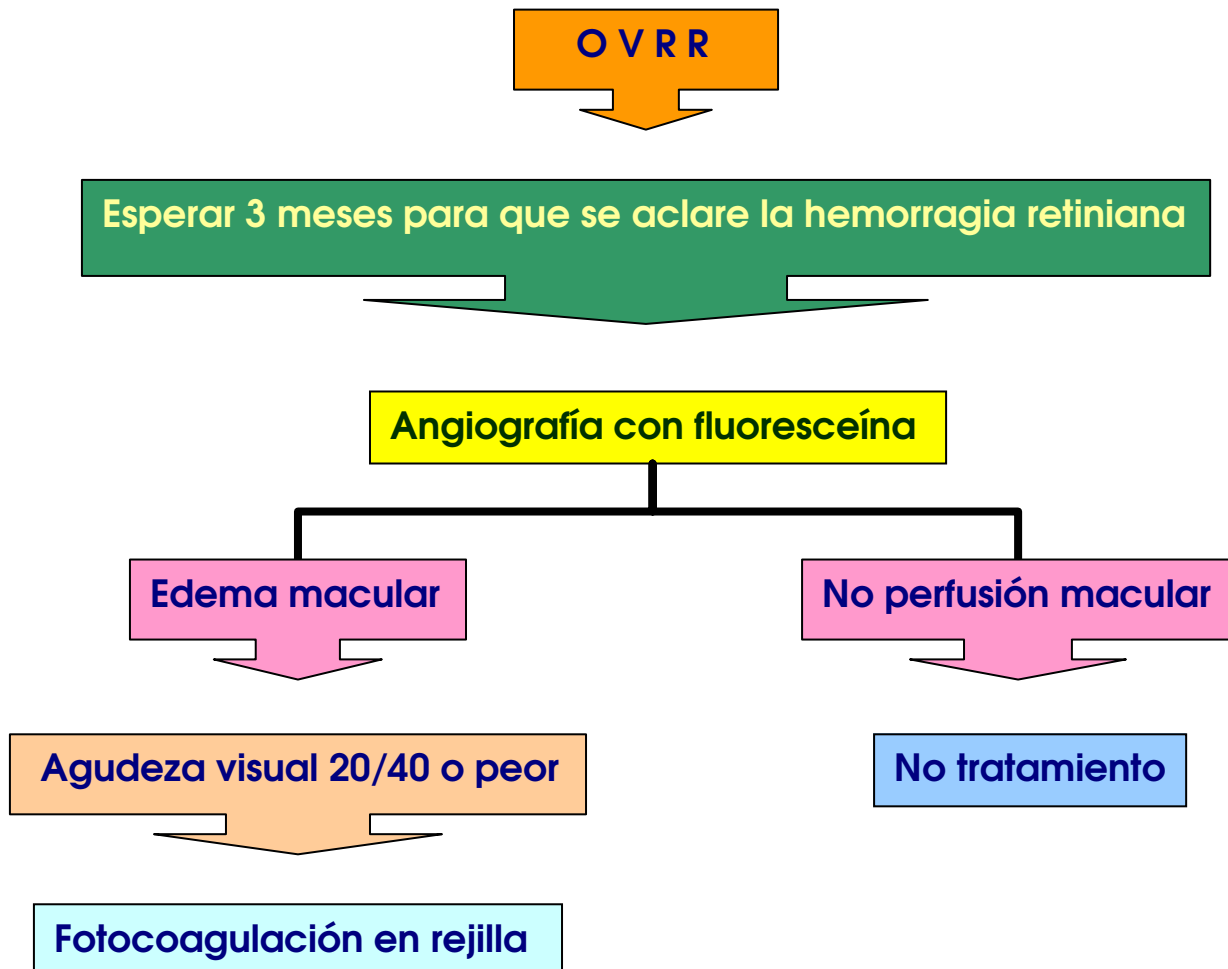 O V R R
Esperar 3 meses para que se aclare la hemorragia retiniana
Angiografía con fluoresceína
Edema macular
No perfusión macular
Agudeza visual 20/40 o peor
No tratamiento
Fotocoagulación en rejilla